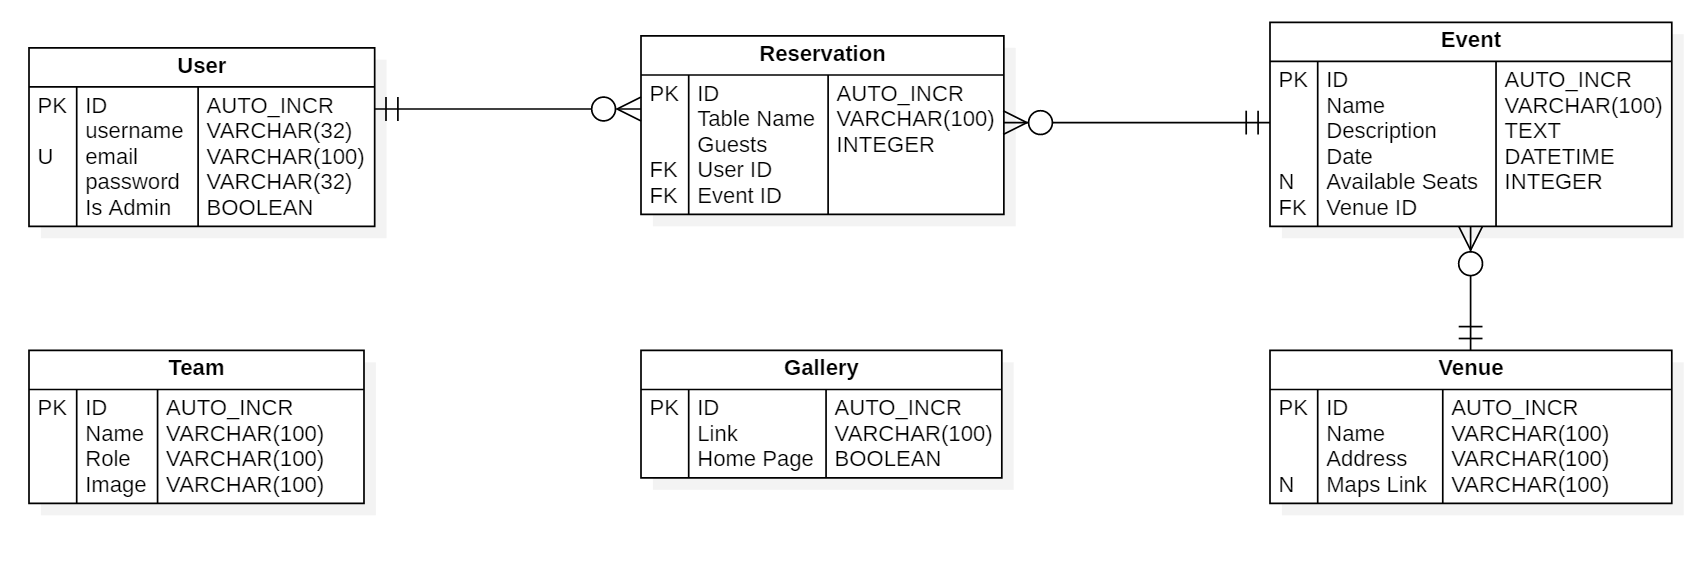 User
PK ID AUTO_INCR
username VARCHAR(32)
U email VARCHAR(100)
password VARCHAR(32)
Is Admin BOOLEAN
Reservation
PK ID AUTO_INCR
Table Name VARCHAR(100)
Guests INTEGER
FK User ID
FK Event ID
Event
PK ID AUTO_INCR
Name VARCHAR(100)
Description TEXT
Date DATETIME
N Available Seats INTEGER
FK Venue ID
Team
PK ID AUTO_INCR
Name VARCHAR(100)
Role VARCHAR(100)
Image VARCHAR(100)
Gallery
PK ID AUTO_INCR
Link VARCHAR(100)
Home Page BOOLEAN
Venue
PK ID AUTO_INCR
Name VARCHAR(100)
Address VARCHAR(100)
N Maps Link VARCHAR(100)